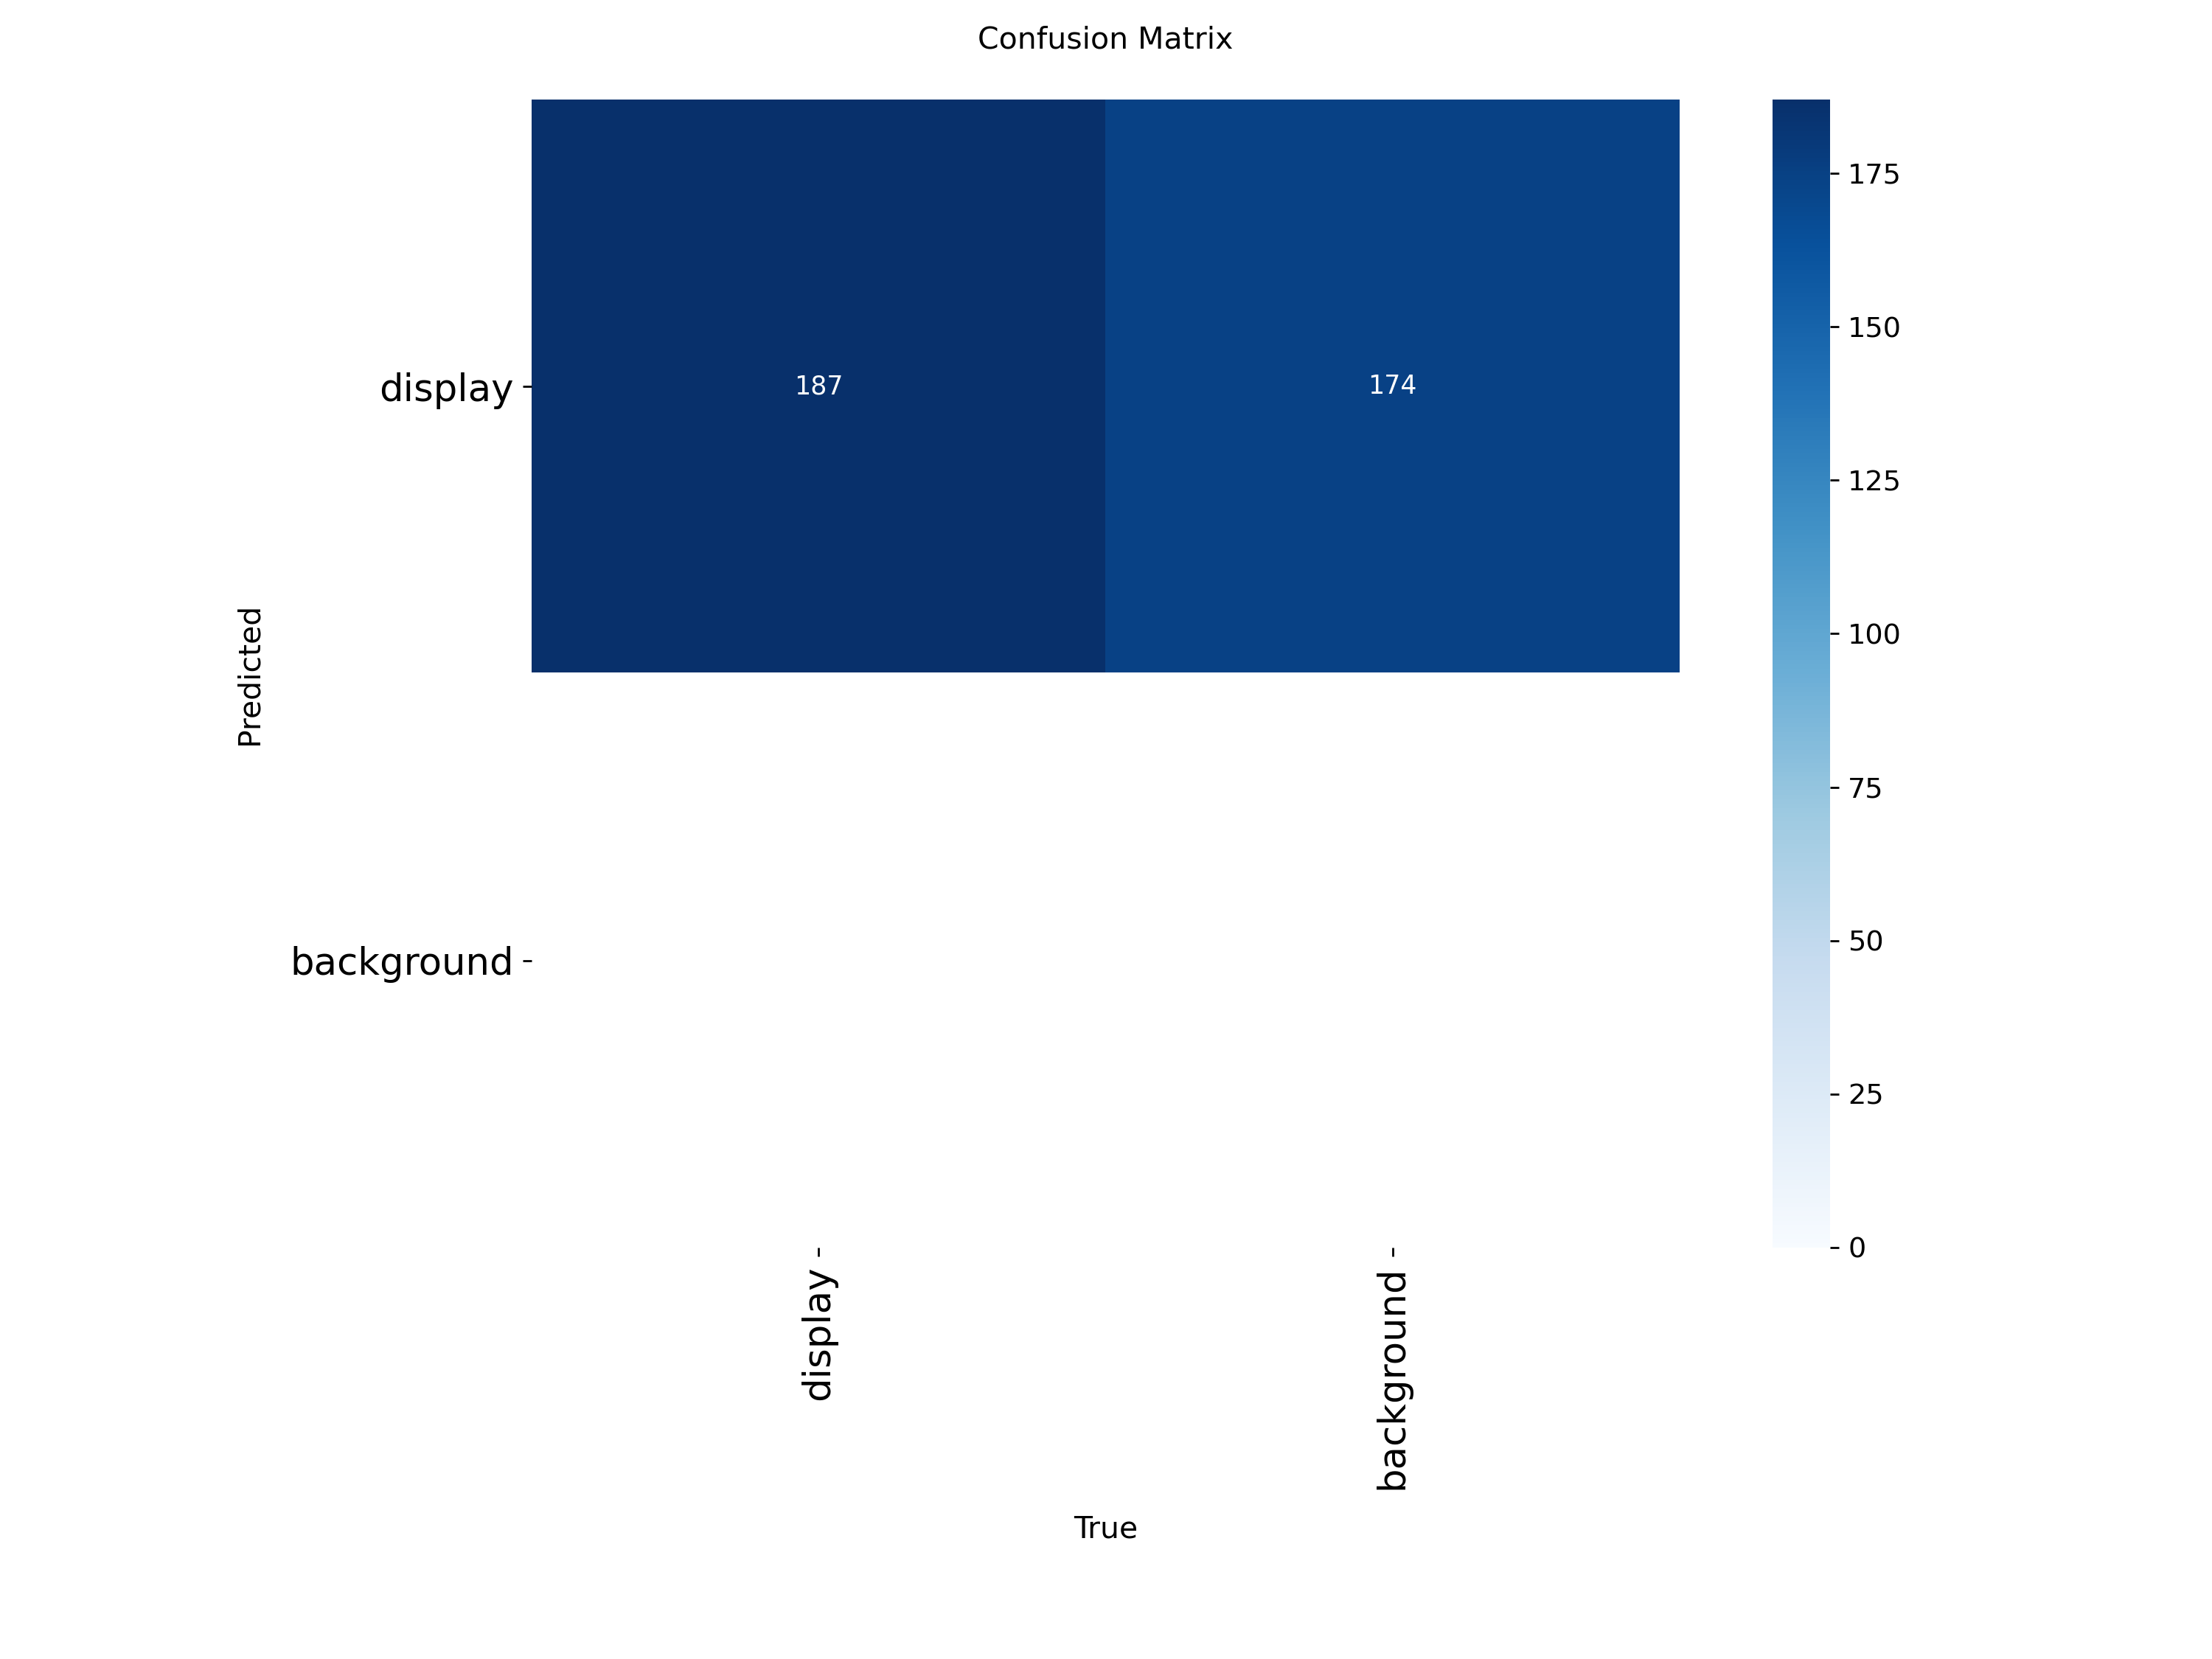 Confusion Matrix
display
187
174
background
Predicted
display
background
True
175
150
125
100
75
50
25
0